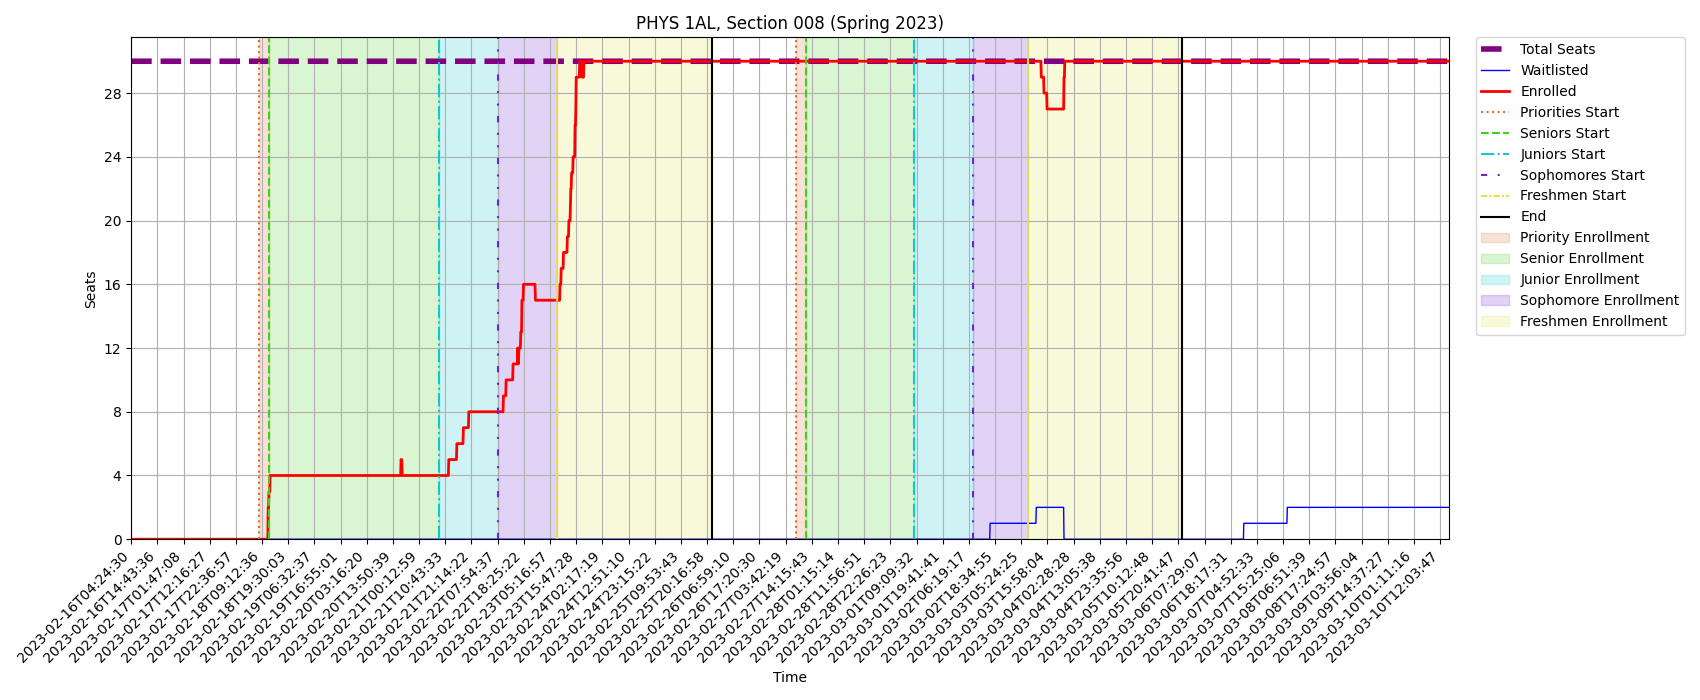 PHYS 1AL, Section 008 (Spring 2023)
Seats
28
24
20
16
12
8
4
0
2023-02-16T04:24:30
2023-02-16T14:43:36
2023-02-17T01:47:08
2023-02-17T12:16:27
2023-02-17T22:36:57
2023-02-18T09:12:36
2023-02-18T19:30:03
2023-02-19T06:32:37
2023-02-19T16:55:01
2023-02-20T03:16:20
2023-02-20T13:50:39
2023-02-21T00:12:59
2023-02-21T10:43:33
2023-02-21T21:14:22
2023-02-22T07:54:37
2023-02-22T18:25:22
2023-02-23T05:16:57
2023-02-23T15:47:28
2023-02-24T02:17:19
2023-02-24T12:51:10
2023-02-24T23:15:22
2023-02-25T09:53:43
2023-02-25T20:16:58
2023-02-26T06:59:10
2023-02-26T17:20:30
2023-02-27T03:42:19
2023-02-27T14:15:43
2023-02-28T01:15:14
2023-02-28T11:56:51
2023-02-28T22:26:23
2023-03-01T09:09:32
2023-03-01T19:41:41
2023-03-02T06:19:17
2023-03-02T18:34:55
2023-03-03T05:24:25
2023-03-03T15:58:04
2023-03-04T02:28:28
2023-03-04T13:05:38
2023-03-04T23:35:56
2023-03-05T10:12:48
2023-03-05T20:41:47
2023-03-06T07:29:07
2023-03-06T18:17:31
2023-03-07T04:52:33
2023-03-07T15:25:06
2023-03-08T06:51:39
2023-03-08T17:24:57
2023-03-09T03:56:04
2023-03-09T14:37:27
2023-03-10T01:11:16
2023-03-10T12:03:47
Time
Total Seats
Waitlisted
Enrolled
Priorities Start
Seniors Start
Juniors Start
Sophomores Start
Freshmen Start
End
Priority Enrollment
Senior Enrollment
Junior Enrollment
Sophomore Enrollment
Freshmen Enrollment